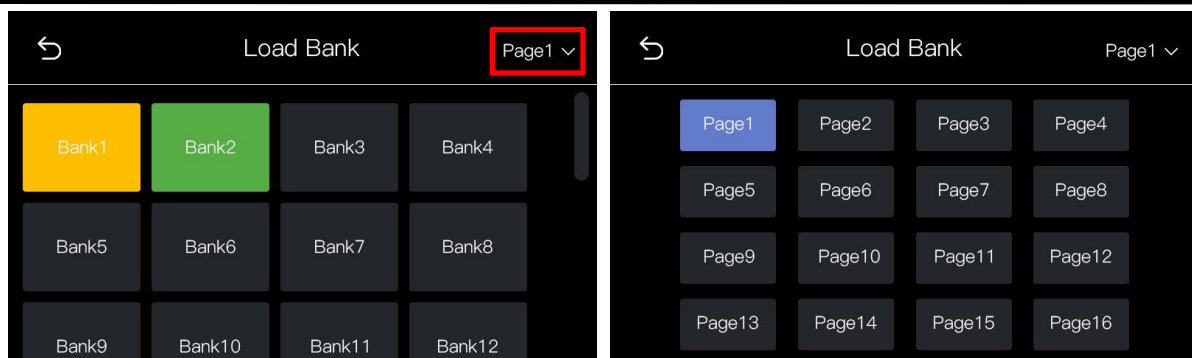 Load Bank
Page1
Bank1 Bank2 Bank3 Bank4
Bank5 Bank6 Bank7 Bank8
Bank9 Bank10 Bank11 Bank12
Load Bank
Page1
Page1 Page2 Page3 Page4
Page5 Page6 Page7 Page8
Page9 Page10 Page11 Page12
Page13 Page14 Page15 Page16